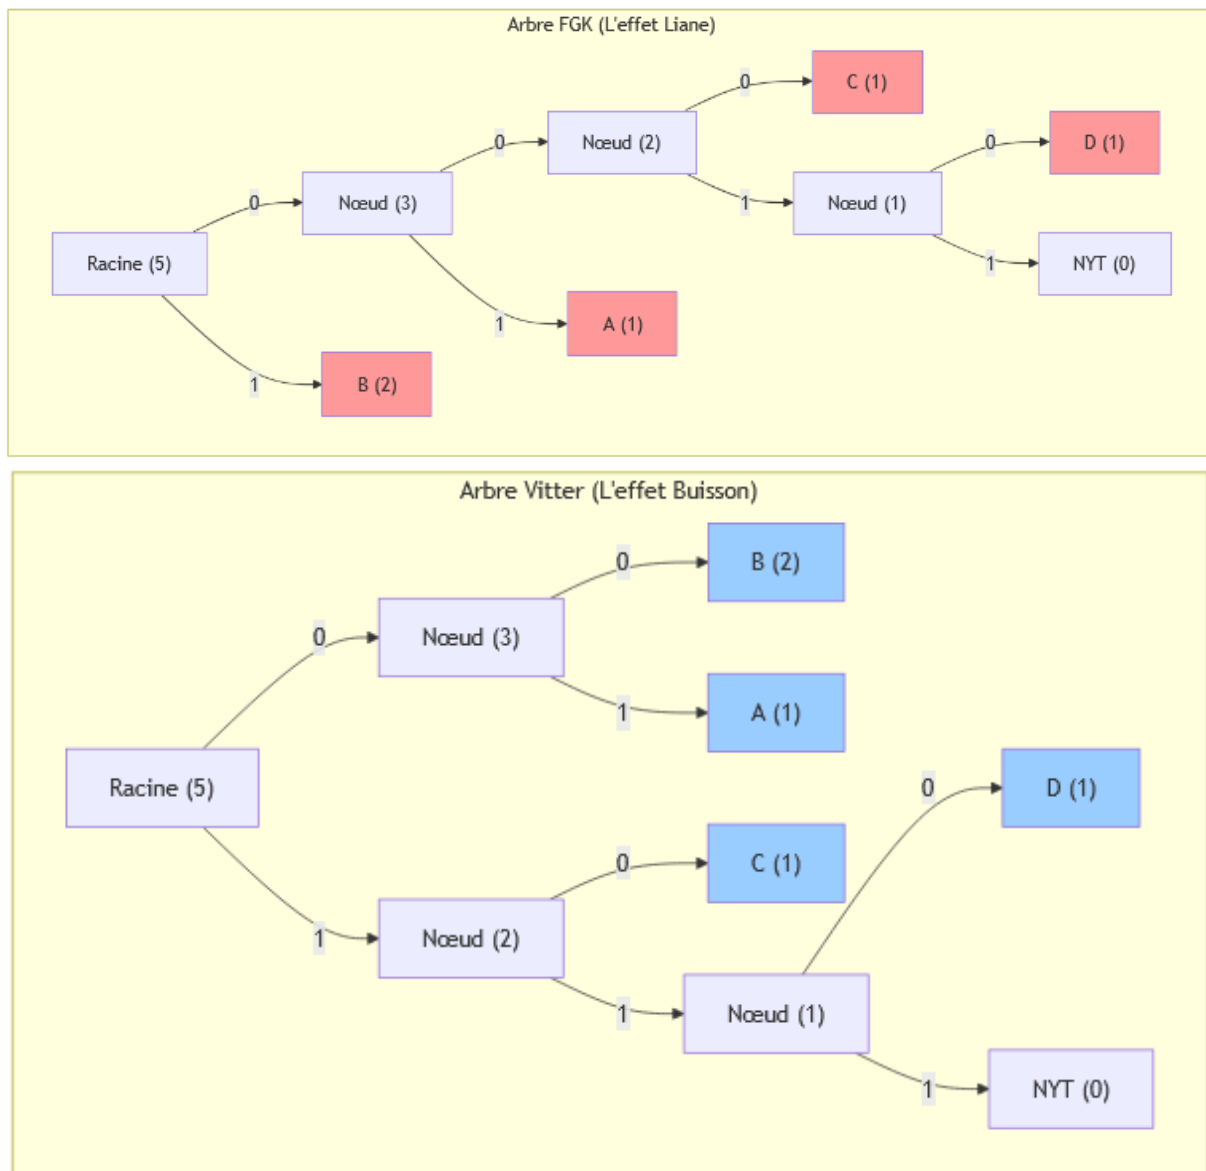 Arbre FGK (L'effet Liane)
0
C (1)
0
Nœud (2)
0
D (1)
0
Nœud (3)
1
Nœud (1)
Racine (5)
1
NYT (0)
1
A (1)
1
B (2)
Arbre Vitter (L'effet Buisson)
0
B (2)
0
Nœud (3)
1
A (1)
Racine (5)
0
D (1)
0
C (1)
1
Nœud (2)
1
Nœud (1)
1
NYT (0)